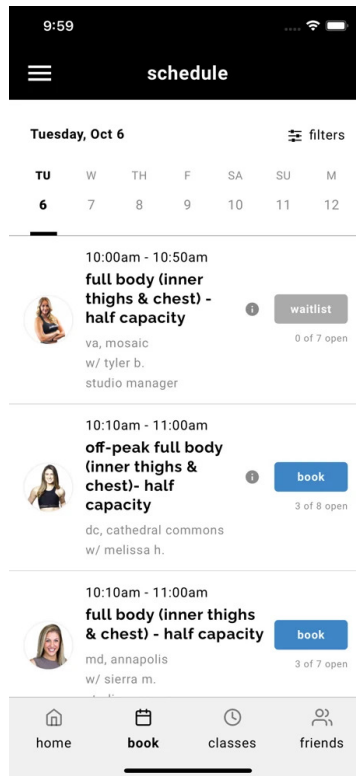 9:59
schedule
Tuesday, Oct 6
filters
TU W TH F SA SU M
6 7 8 9 10 11 12
10:00am - 10:50am
full body (inner
thighs & chest) -
half capacity
va, mosaic
w/ tyler b.
studio manager
waitlist
0 of 7 open
10:10am - 11:00am
off-peak full body
(inner thighs &
chest)- half
capacity
dc, cathedral commons
w/ melissa h.
book
3 of 8 open
10:10am - 11:00am
full body (inner thighs
& chest) - half capacity
md, annapolis
w/ sierra m.
book
3 of 7 open
home
book
classes
friends